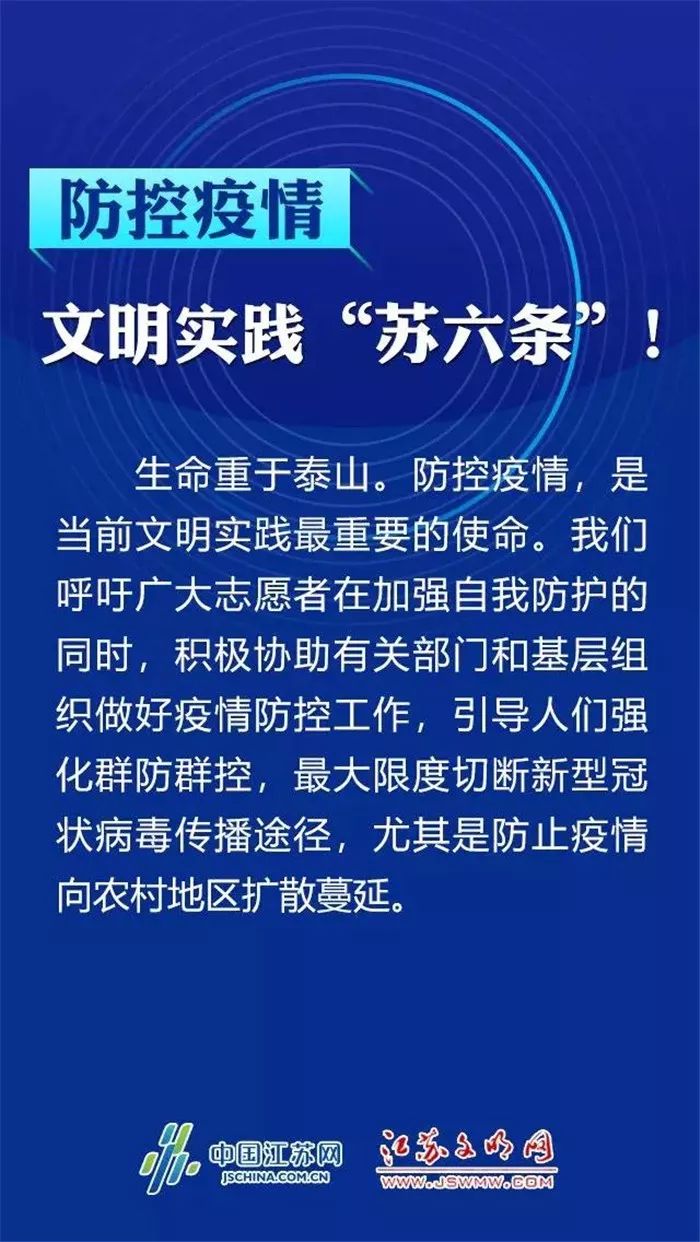 防控疫情
文明实践“苏六条”！
生命重于泰山。防控疫情，是
当前文明实践最重要的使命。我们
呼吁广大志愿者在加强自我防护的
同时，积极协助有关部门和基层组
织做好疫情防控工作，引导人们强
化群防群控，最大限度切断新型冠
状病毒传播途径，尤其是防止疫情
向农村地区扩散蔓延。
中国江苏网
JSCHINA.COM.CN
江苏文明网
WWW.JSWMW.COM